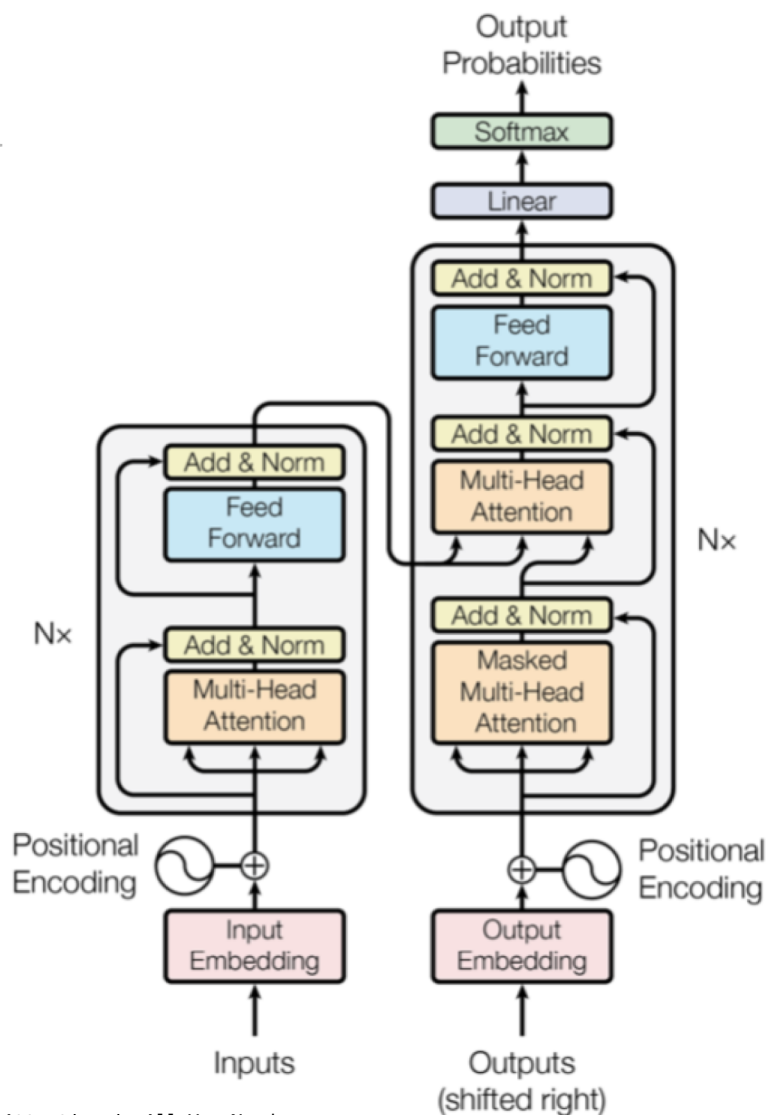 Output
Probabilities
Softmax
Linear
Add & Norm
Feed
Forward
Add & Norm
Multi-Head
Attention
Add & Norm
Masked
Multi-Head
Attention
Nx
Positional
Encoding
Output
Embedding
Outputs
(shifted right)
Add & Norm
Feed
Forward
Add & Norm
Multi-Head
Attention
Nx
Positional
Encoding
Input
Embedding
Inputs